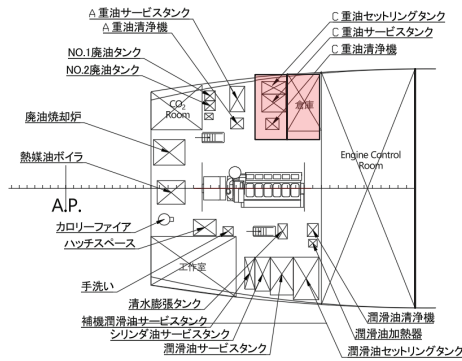 A重油サービスタンク
A重油清浄機
C重油セットリングタンク
C重油サービスタンク
C重油清浄機
NO.1廃油タンク
NO.2廃油タンク
CO2
Room
倉庫
廃油焼却炉
Engine Control
Room
熱媒油ボイラ
A.P.
カロリーファイア
ハッチスペース
工作室
手洗い
清水膨張タンク
補機潤滑油サービスタンク
シリンダ油サービスタンク
潤滑油サービスタンク
潤滑油清浄機
潤滑油加熱器
潤滑油セットリングタンク